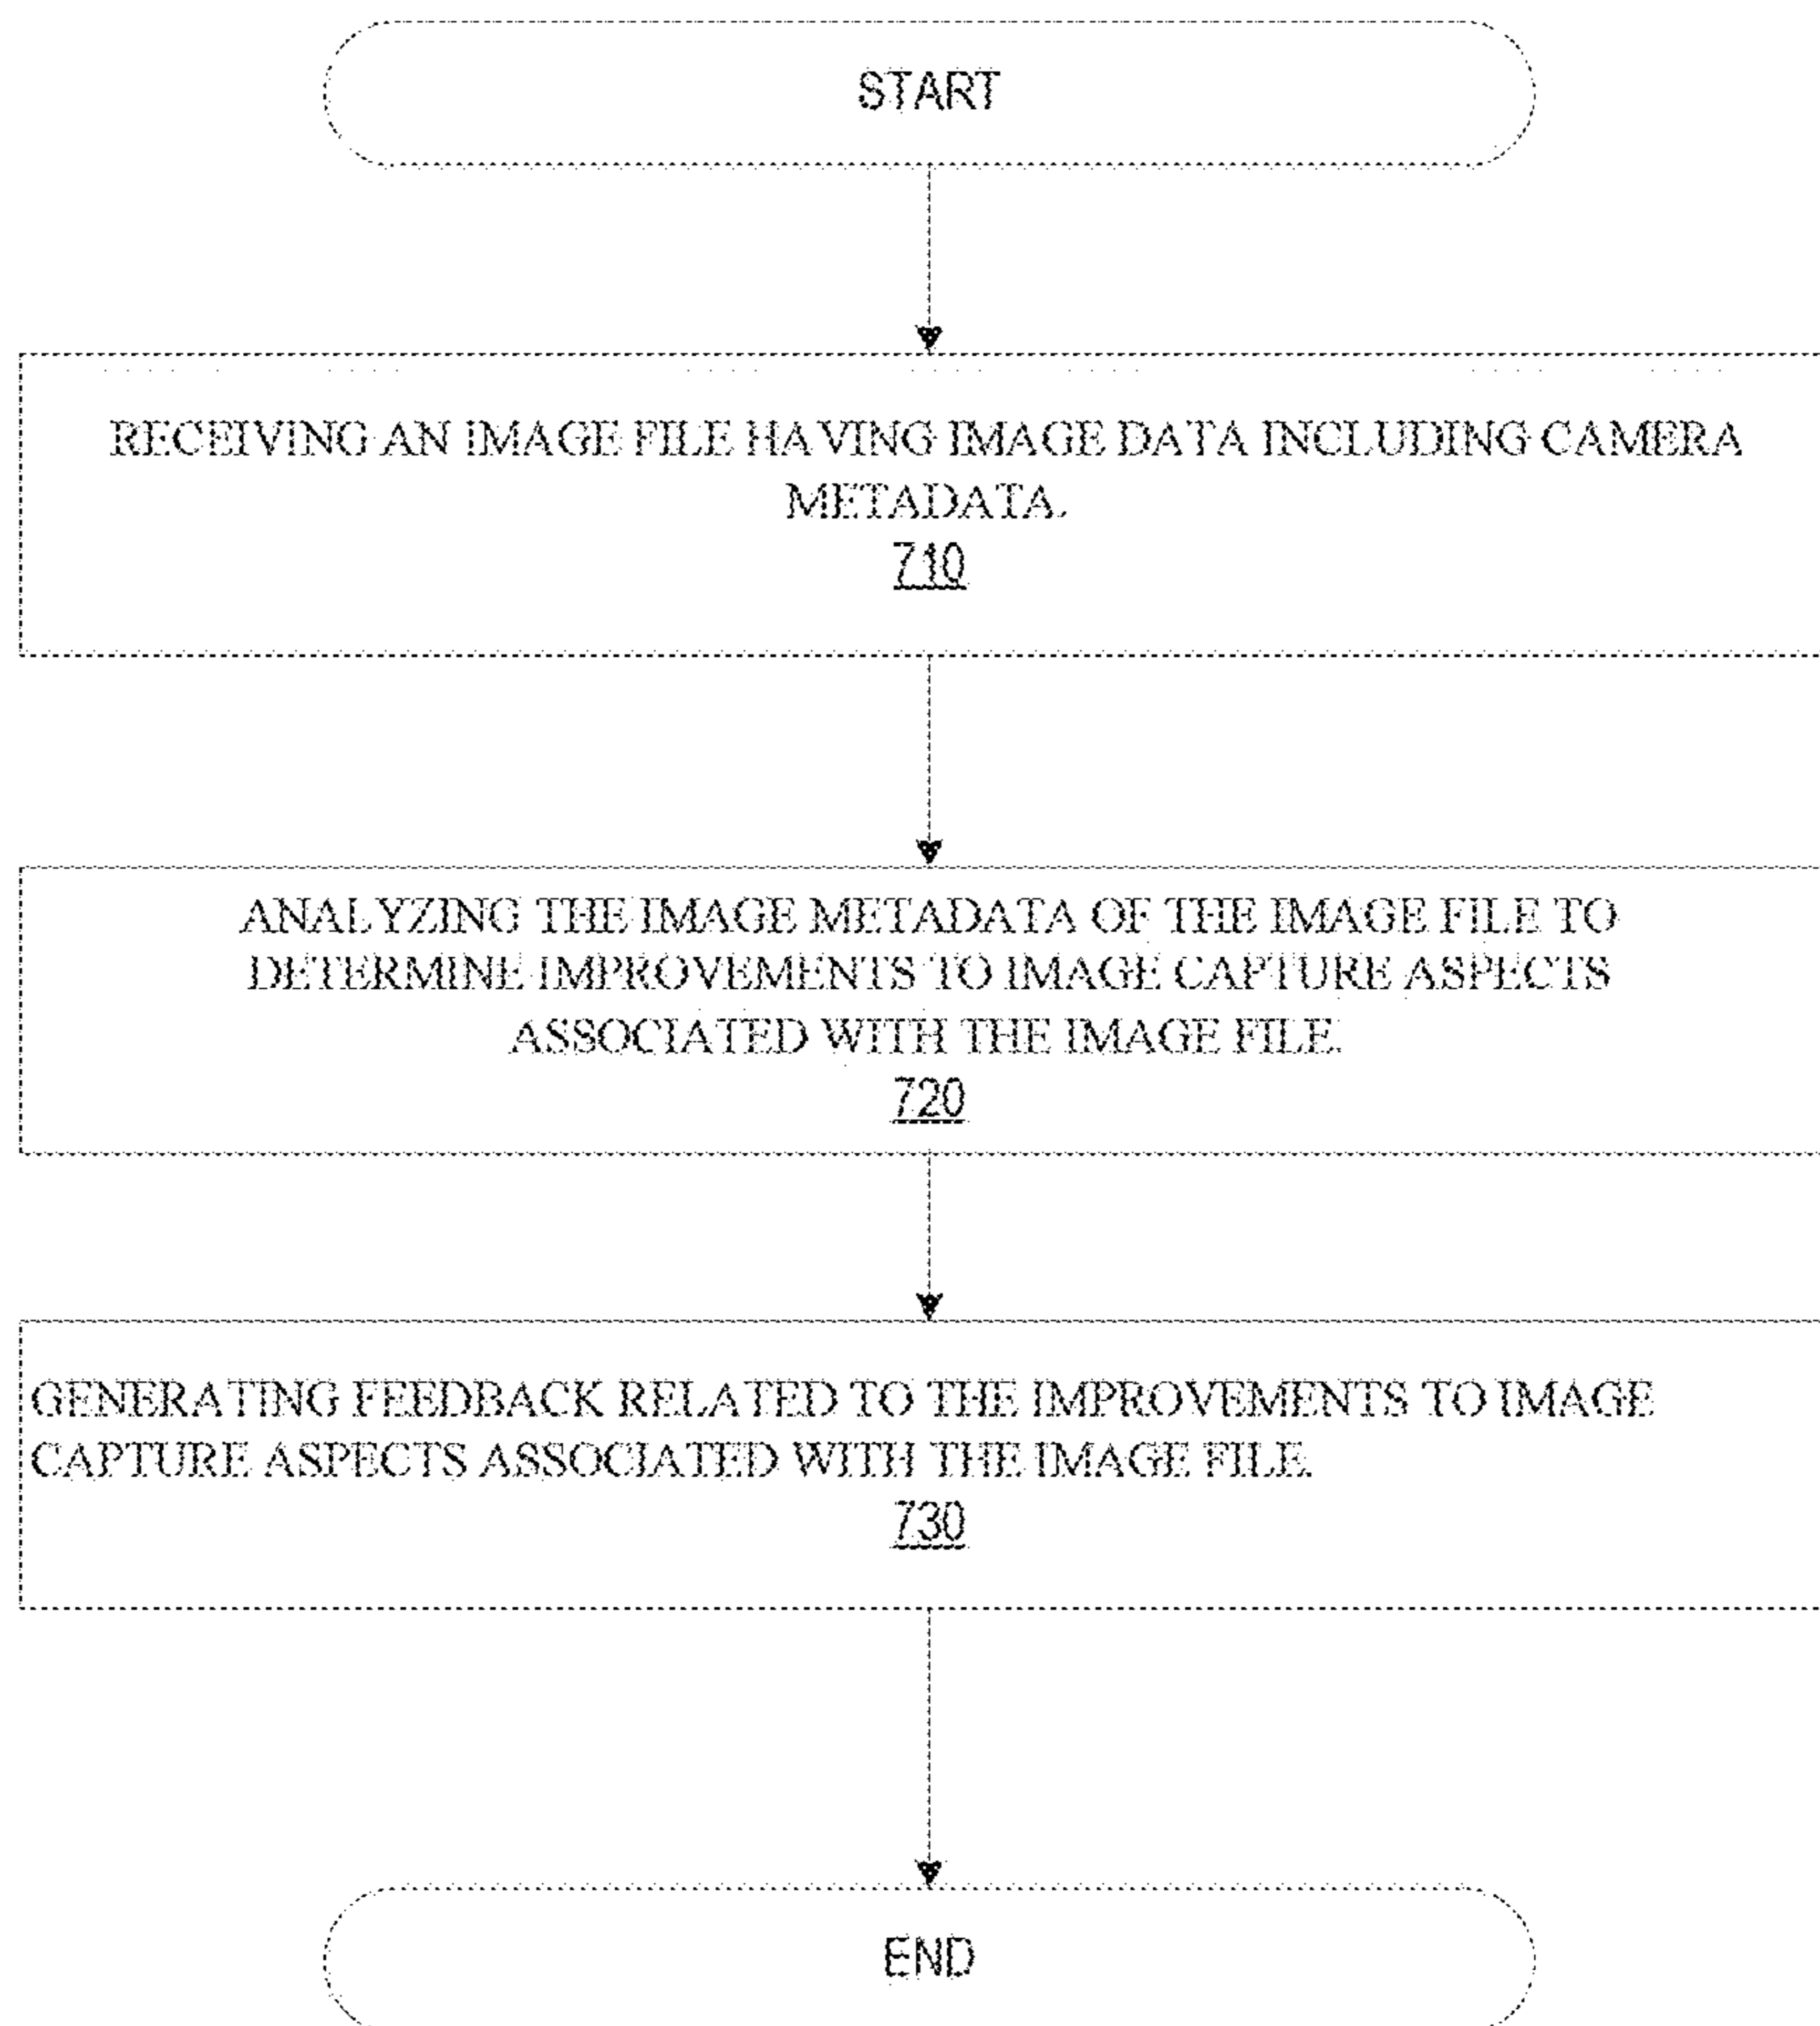 START
RECEIVING AN IMAGE FILE HAVING IMAGE DATA INCLUDING CAMERA
METADATA.
710
ANALYZING THE IMAGE METADATA OF THE IMAGE FILE TO
DETERMINE IMPROVEMENTS TO IMAGE CAPTURE ASPECTS
ASSOCIATED WITH THE IMAGE FILE.
720
GENERATING FEEDBACK RELATED TO THE IMPROVEMENTS TO IMAGE
CAPTURE ASPECTS ASSOCIATED WITH THE IMAGE FILE.
730
END